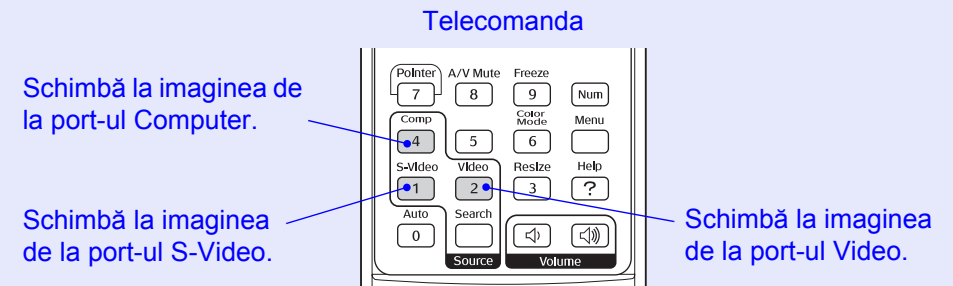 Telecomanda
Schimbă la imaginea de
la port-ul Computer.
Schimbă la imaginea
de la port-ul S-Video.
Pointer A/V Mute Freeze
7 8 9 Num
Comp Color Mode Menu
4 5 6
S-Video Video Resize Help
1 2 3 ?
Auto Search
0
Source Volume
Schimbă la imaginea
de la port-ul Video.